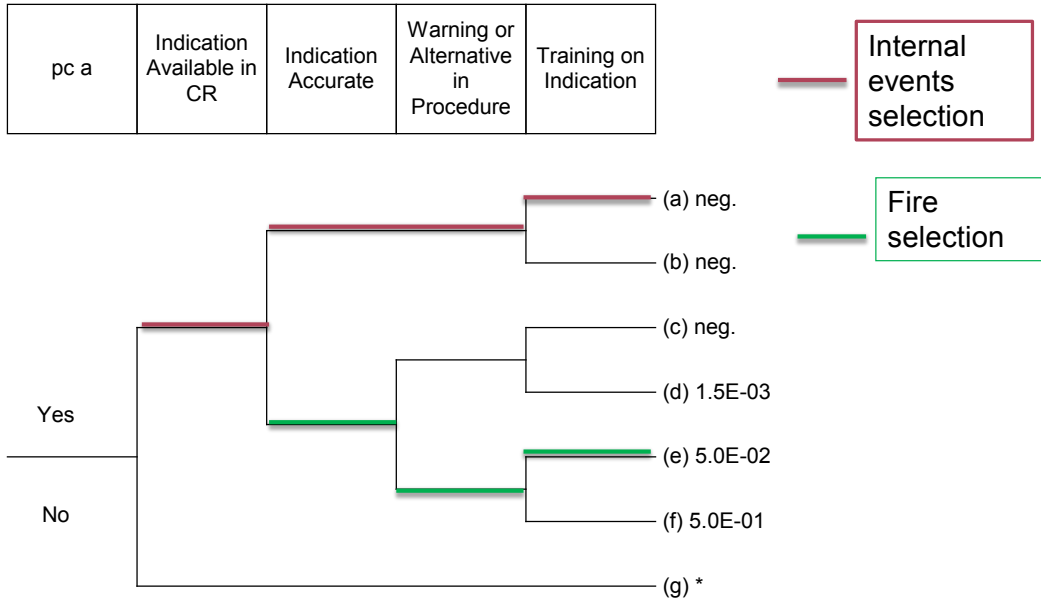 pc a
Indication
Available in
CR
Indication
Accurate
Warning or
Alternative
in
Procedure
Training on
Indication
Internal
events
selection
Fire
selection
(a) neg.
(b) neg.
(c) neg.
(d) 1.5E-03
Yes
(e) 5.0E-02
No
(f) 5.0E-01
(g) *